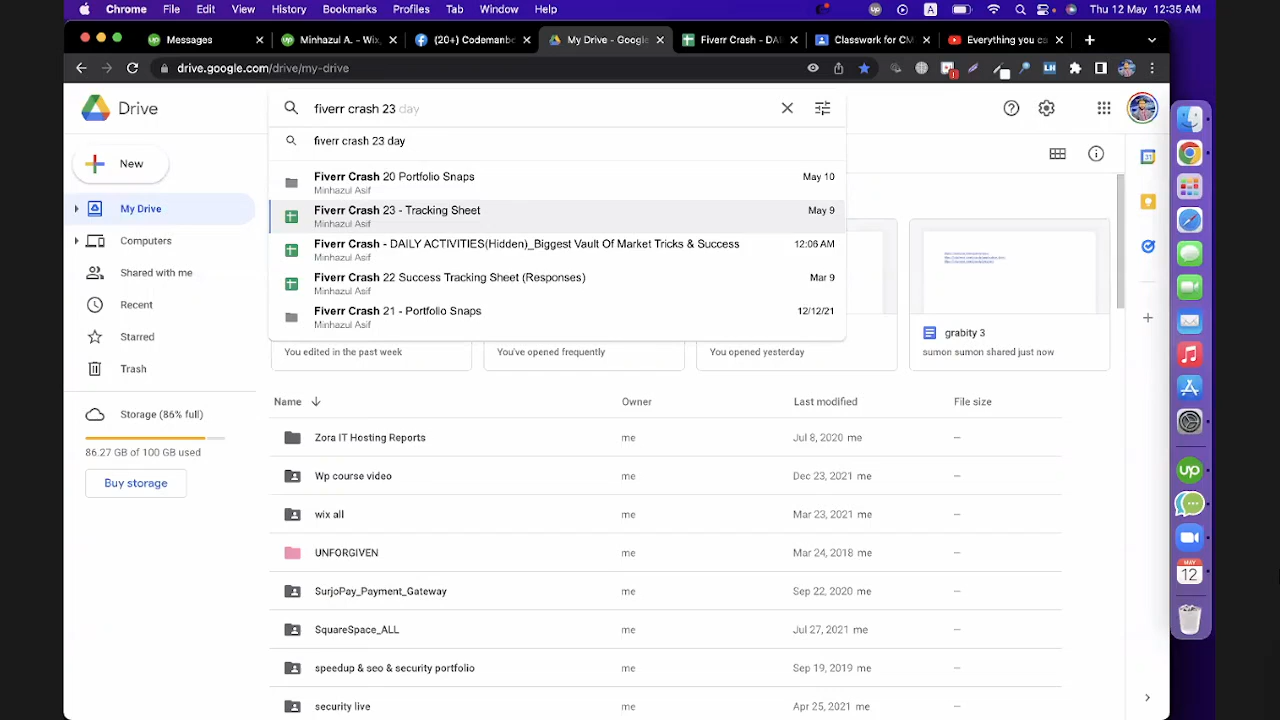 Chrome File Edit View History Bookmarks Profiles Tab Window Help A Thu 12 May 12:35 AM
up Messages
up Minhazul A. – Wix,
(20+) Codemanbc
My Drive - Google
Fiverr Crash - DA
Classwork for CM
Everything you ca
drive.google.com/drive/my-drive
LH
Drive
fiverr crash 23 day
fiverr crash 23 day
New
Fiverr Crash 20 Portfolio Snaps May 10
Minhazul Asif
My Drive
Fiverr Crash 23 - Tracking Sheet May 9
Minhazul Asif
Computers
Fiverr Crash - DAILY ACTIVITIES(Hidden)_Biggest Vault Of Market Tricks & Success 12:06 AM
Minhazul Asif
Shared with me
Fiverr Crash 22 Success Tracking Sheet (Responses) Mar 9
Minhazul Asif
Recent
Fiverr Crash 21 - Portfolio Snaps 12/12/21
Minhazul Asif
Starred
grabity 3
You edited in the past week
You've opened frequently
You opened yesterday
sumon sumon shared just now
Trash
Storage (86% full)
86.27 GB of 100 GB used
Buy storage
Name Owner Last modified File size
Zora IT Hosting Reports me Jul 8, 2020 me –
Wp course video me Dec 23, 2021 me –
wix all me Mar 23, 2021 me –
UNFORGIVEN me Mar 24, 2018 me –
SurjoPay_Payment_Gateway me Sep 22, 2020 me –
SquareSpace_ALL me Jul 27, 2021 me –
speedup & seo & security portfolio me Sep 19, 2019 me –
security live me Apr 25, 2021 me –
31
up
MAY
12